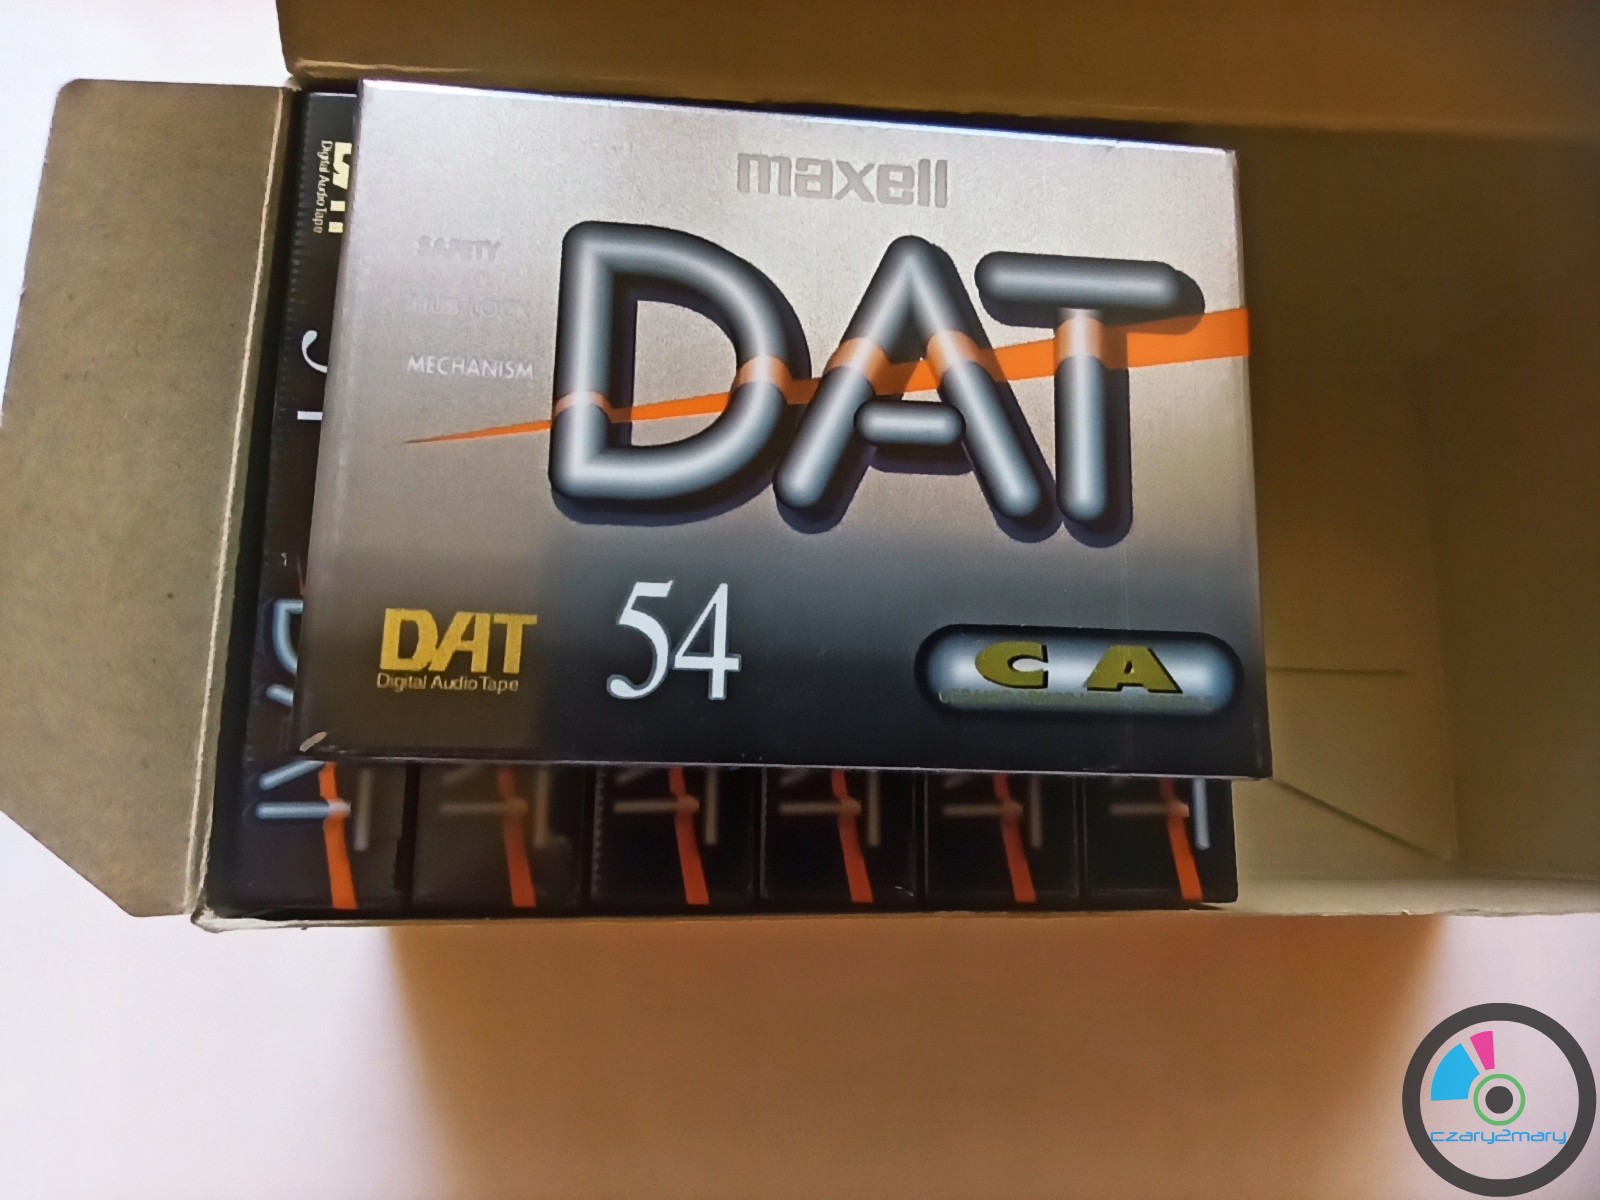 maxell
SAFETY
HUB LOCK
MECHANISM
DAT
DAT
Digital Audio Tape
54
CA
Digital Audio Tape
czary2mary